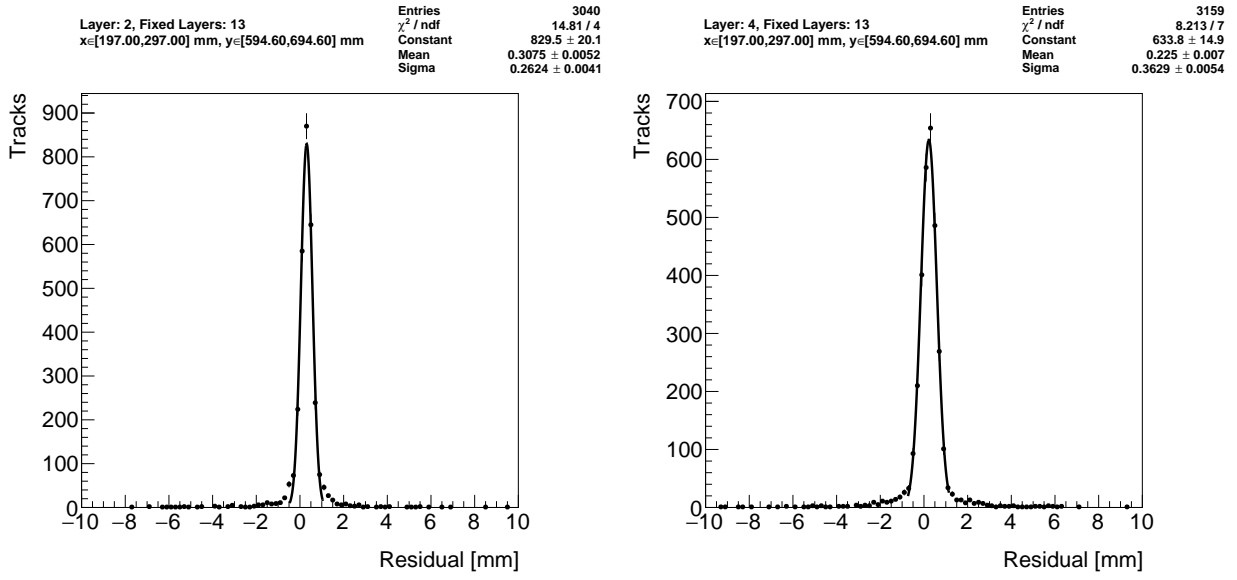 Layer: 2, Fixed Layers: 13
x∈[197.00,297.00] mm, y∈[594.60,694.60] mm
Entries 3040
χ² / ndf 14.81 / 4
Constant 829.5 ± 20.1
Mean 0.3075 ± 0.0052
Sigma 0.2624 ± 0.0041
Tracks
900
800
700
600
500
400
300
200
100
0
−10 −8 −6 −4 −2 0 2 4 6 8 10
Residual [mm]
Layer: 4, Fixed Layers: 13
x∈[197.00,297.00] mm, y∈[594.60,694.60] mm
Entries 3159
χ² / ndf 8.213 / 7
Constant 633.8 ± 14.9
Mean 0.225 ± 0.007
Sigma 0.3629 ± 0.0054
Tracks
700
600
500
400
300
200
100
0
−10 −8 −6 −4 −2 0 2 4 6 8 10
Residual [mm]